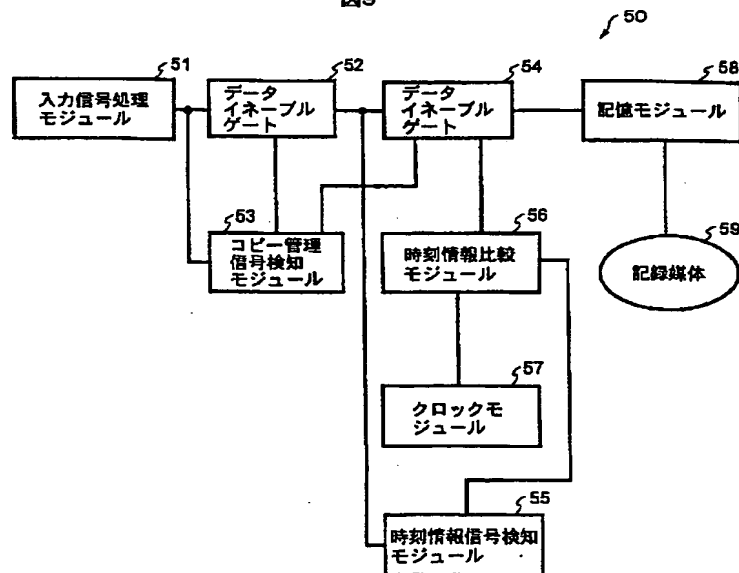 図9
50
51
入力信号処理
モジュール
52
データ
イネーブル
ゲート
54
データ
イネーブル
ゲート
58
記憶モジュール
53
コピー管理
信号検知
モジュール
56
時刻情報比較
モジュール
59
記録媒体
57
クロックモ
ジュール
55
時刻情報信号検知
モジュール